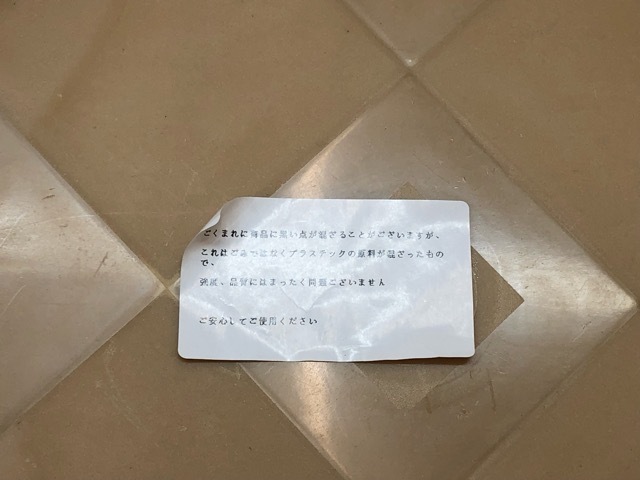 ごくまれに商品に黒い点が混ざることがございますが、
これはごみではなくプラスチックの原料が混ざったもの
で、
強度、品質にはまったく問題ございません
ご安心してご使用ください